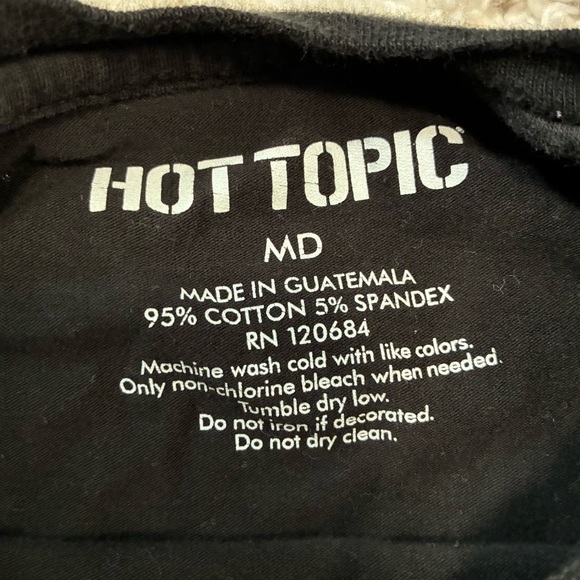 HOT TOPIC
MD
MADE IN GUATEMALA
95% COTTON 5% SPANDEX
RN 120684
Machine wash cold with like colors.
Only non-chlorine bleach when needed.
Tumble dry low.
Do not iron if decorated.
Do not dry clean.